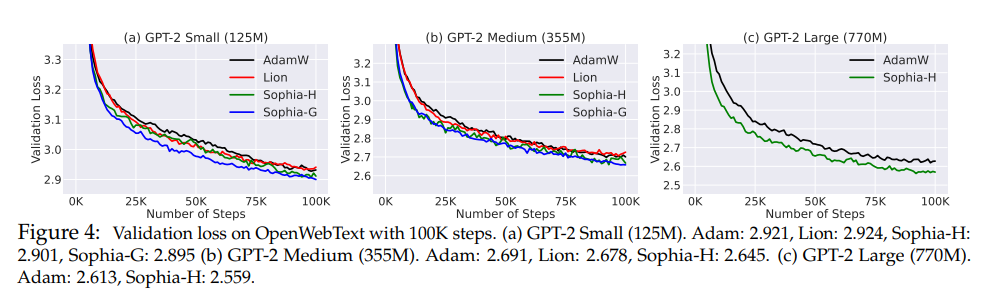 (a) GPT-2 Small (125M)
3.3
3.2
3.1
3.0
2.9
Validation Loss
AdamW
Lion
Sophia-H
Sophia-G
0K 25K 50K 75K 100K
Number of Steps
(b) GPT-2 Medium (355M)
3.2
3.1
3.0
2.9
2.8
2.7
2.6
Validation Loss
AdamW
Lion
Sophia-H
Sophia-G
0K 25K 50K 75K 100K
Number of Steps
(c) GPT-2 Large (770M)
3.2
3.1
3.0
2.9
2.8
2.7
2.6
2.5
Validation Loss
AdamW
Sophia-H
0K 25K 50K 75K 100K
Number of Steps
Figure 4: Validation loss on OpenWebText with 100K steps. (a) GPT-2 Small (125M). Adam: 2.921, Lion: 2.924, Sophia-H:
2.901, Sophia-G: 2.895 (b) GPT-2 Medium (355M). Adam: 2.691, Lion: 2.678, Sophia-H: 2.645. (c) GPT-2 Large (770M).
Adam: 2.613, Sophia-H: 2.559.